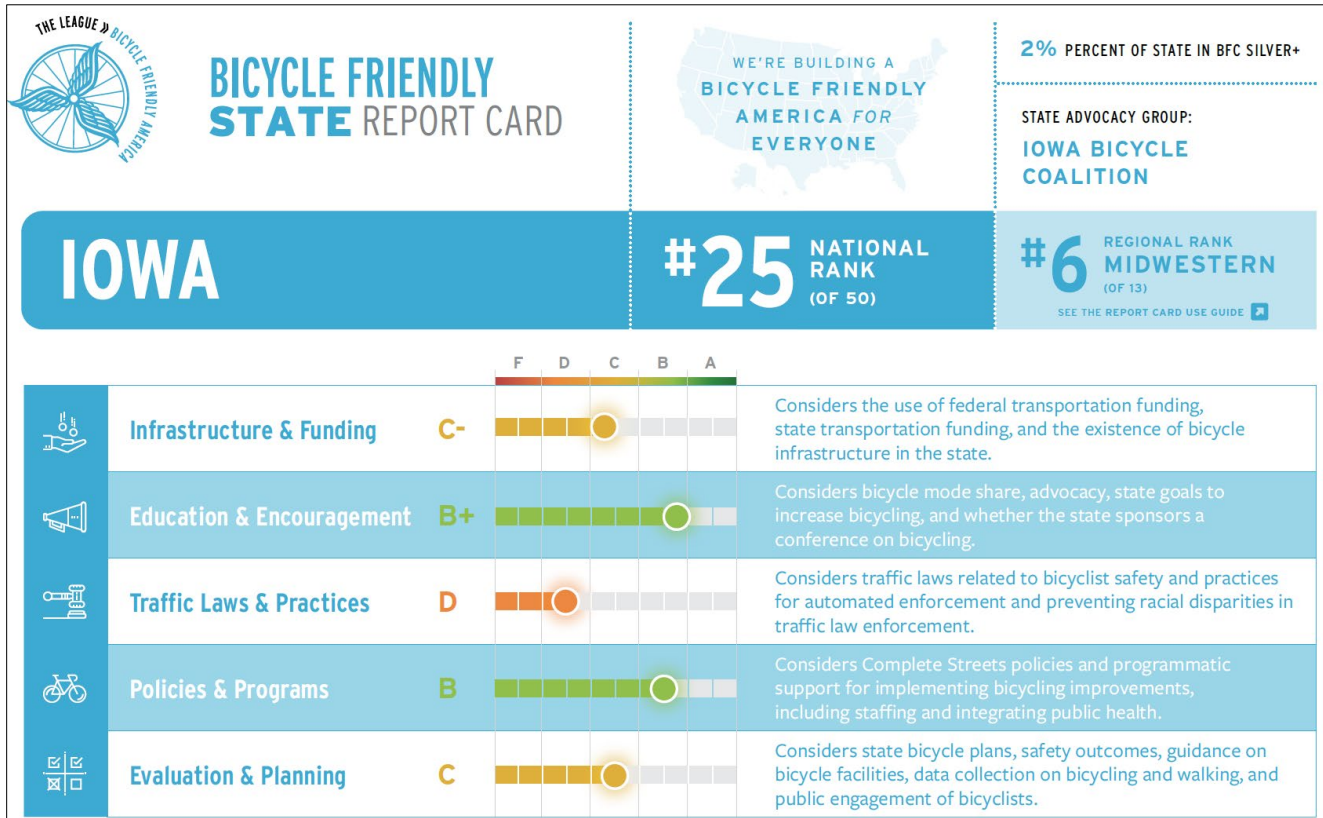 THE LEAGUE » BICYCLE FRIENDLY AMERICA
BICYCLE FRIENDLY
STATE REPORT CARD
WE'RE BUILDING A
BICYCLE FRIENDLY
AMERICA FOR
EVERYONE
2% PERCENT OF STATE IN BFC SILVER+
STATE ADVOCACY GROUP:
IOWA BICYCLE
COALITION
IOWA
#25 NATIONAL
RANK
(OF 50)
#6 REGIONAL RANK
MIDWESTERN
(OF 13)
SEE THE REPORT CARD USE GUIDE
F D C B A
Infrastructure & Funding C-
Considers the use of federal transportation funding,
state transportation funding, and the existence of bicycle
infrastructure in the state.
Education & Encouragement B+
Considers bicycle mode share, advocacy, state goals to
increase bicycling, and whether the state sponsors a
conference on bicycling.
Traffic Laws & Practices D
Considers traffic laws related to bicyclist safety and practices
for automated enforcement and preventing racial disparities in
traffic law enforcement.
Policies & Programs B
Considers Complete Streets policies and programmatic
support for implementing bicycling improvements,
including staffing and integrating public health.
Evaluation & Planning C
Considers state bicycle plans, safety outcomes, guidance on
bicycle facilities, data collection on bicycling and walking, and
public engagement of bicyclists.